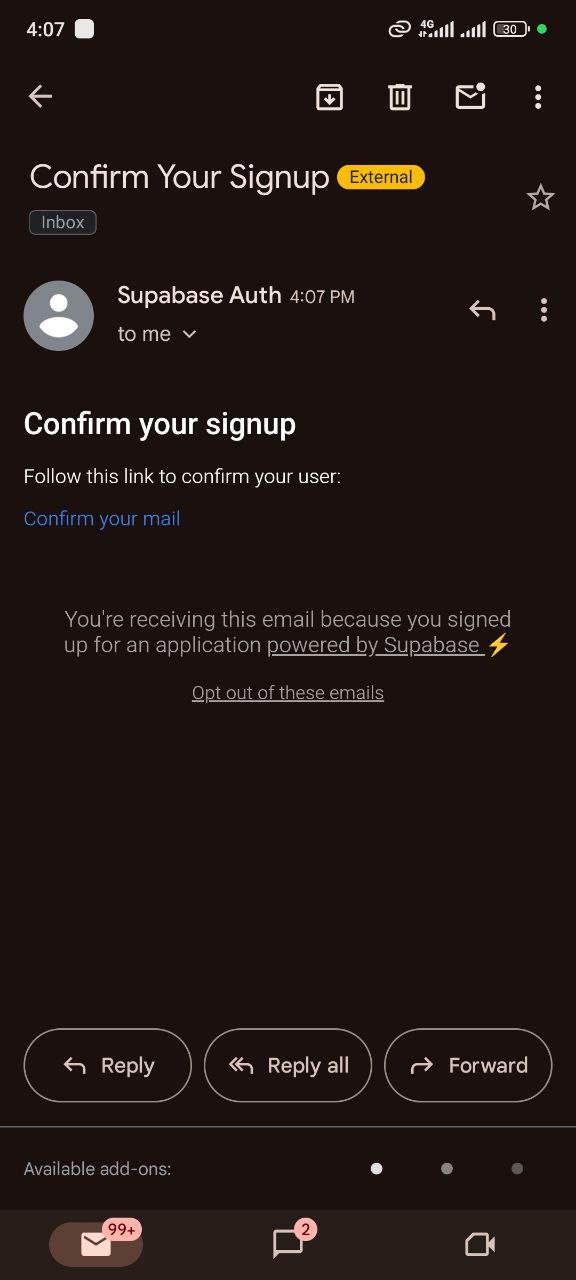 4:07
4G
30
Confirm Your Signup External
Inbox
Supabase Auth 4:07 PM
to me
Confirm your signup
Follow this link to confirm your user:
Confirm your mail
You're receiving this email because you signed
up for an application powered by Supabase ⚡
Opt out of these emails
Reply
Reply all
Forward
Available add-ons:
99+
2